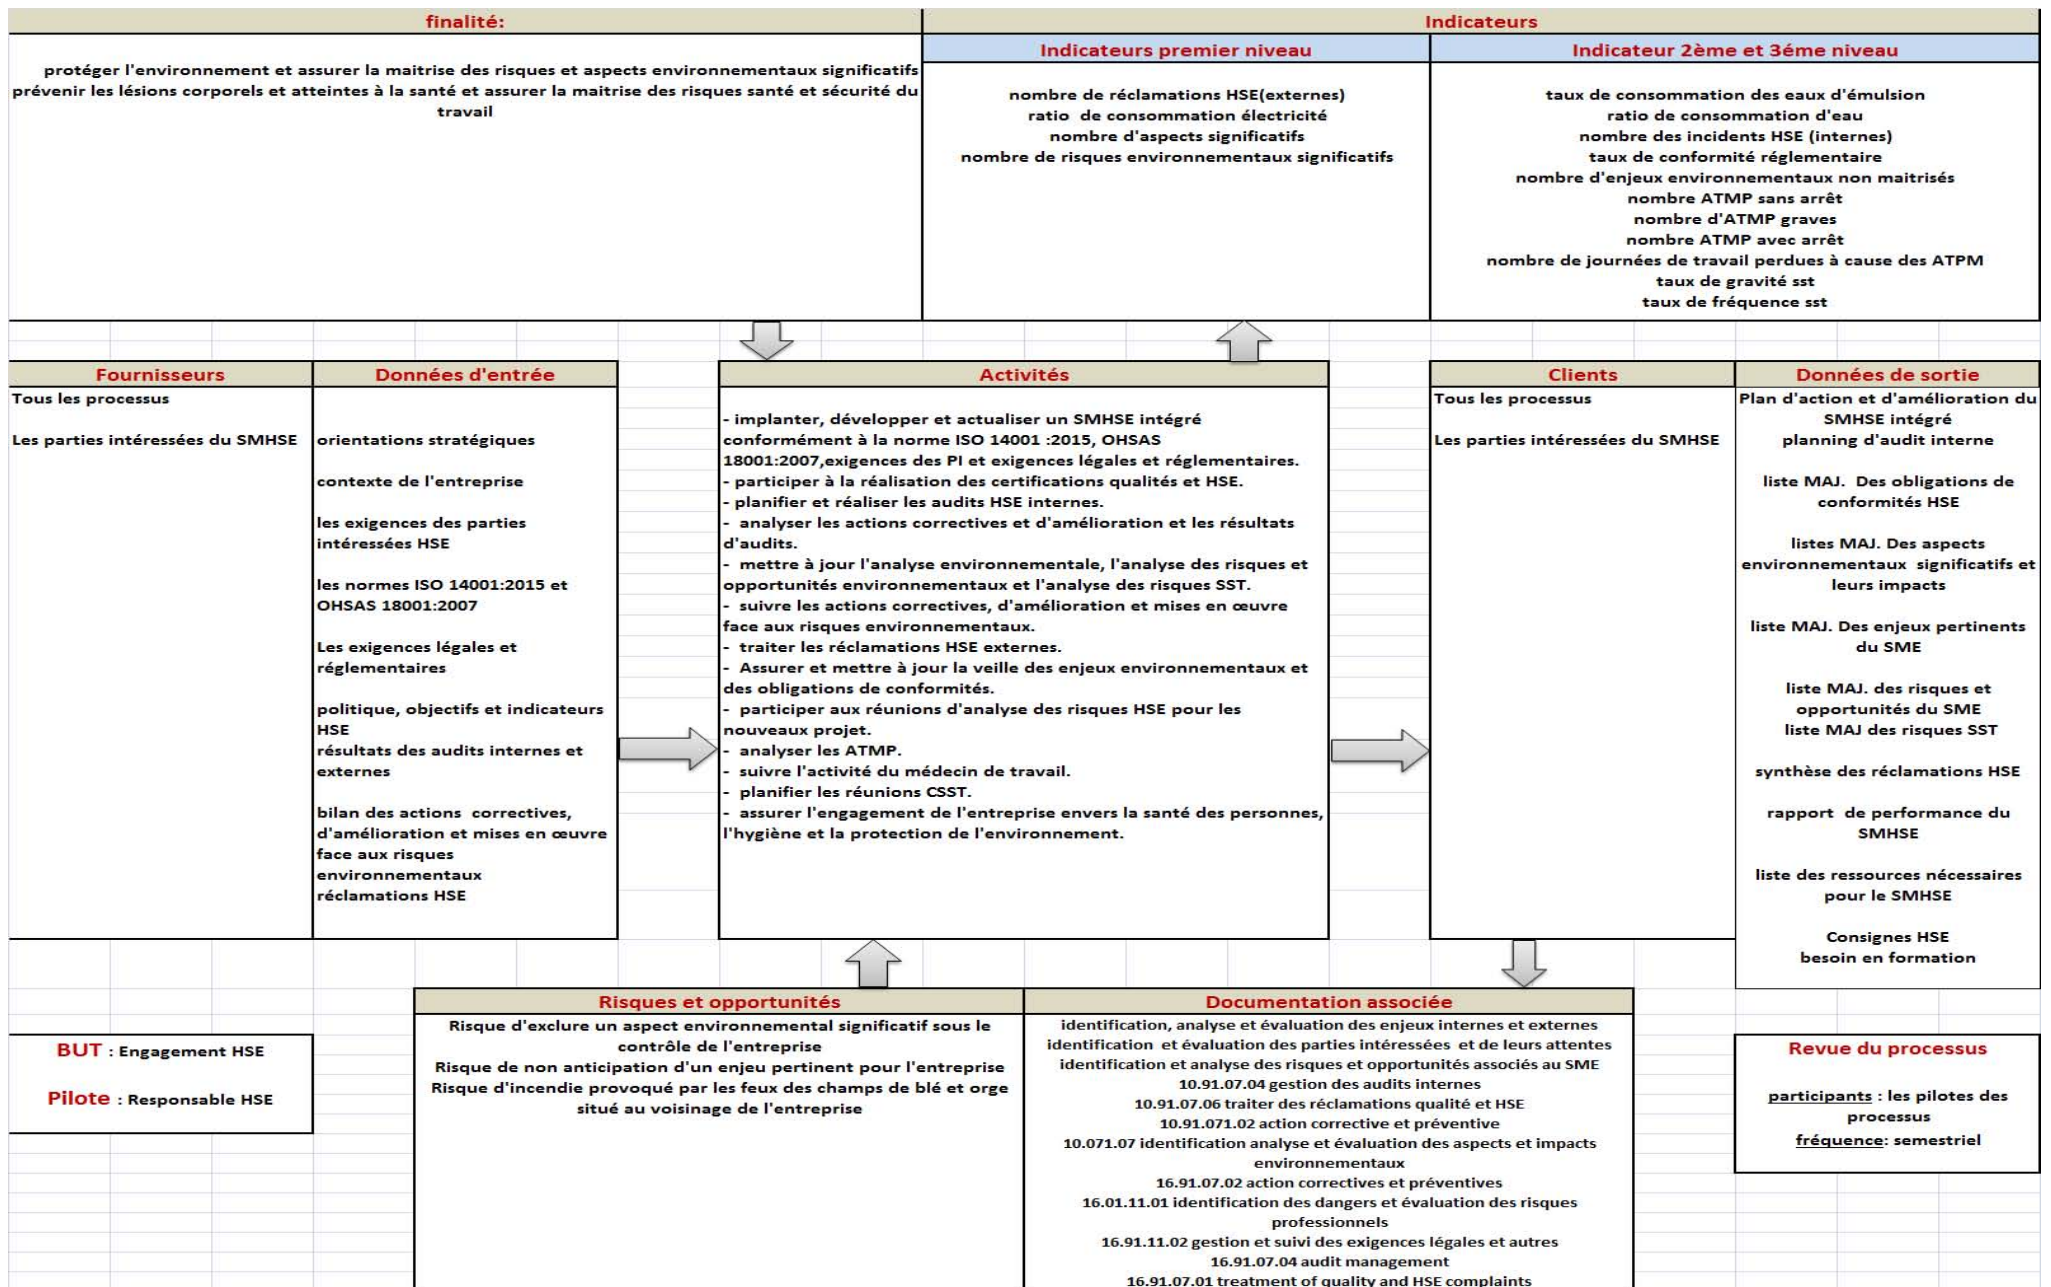 finalité:
protéger l'environnement et assurer la maitrise des risques et aspects environnementaux significatifs
prévenir les lésions corporels et atteintes à la santé et assurer la maitrise des risques santé et sécurité du
travail
Indicateurs
Indicateurs premier niveau
nombre de réclamations HSE(externes)
ratio de consommation électricité
nombre d'aspects significatifs
nombre de risques environnementaux significatifs
Indicateur 2ème et 3éme niveau
taux de consommation des eaux d'émulsion
ratio de consommation d'eau
nombre des incidents HSE (internes)
taux de conformité réglementaire
nombre d'enjeux environnementaux non maitrisés
nombre ATMP sans arrêt
nombre d'ATMP graves
nombre ATMP avec arrêt
nombre de journées de travail perdues à cause des ATPM
taux de gravité sst
taux de fréquence sst
Fournisseurs
Tous les processus
Les parties intéressées du SMHSE
Données d'entrée
orientations stratégiques
contexte de l'entreprise
les exigences des parties
intéressées HSE
les normes ISO 14001:2015 et
OHSAS 18001:2007
Les exigences légales et
réglementaires
politique, objectifs et indicateurs
HSE
résultats des audits internes et
externes
bilan des actions correctives,
d'amélioration et mises en œuvre
face aux risques
environnementaux
réclamations HSE
Activités
- implanter, développer et actualiser un SMHSE intégré
conformément à la norme ISO 14001 :2015, OHSAS
18001:2007,exigences des PI et exigences légales et réglementaires.
- participer à la réalisation des certifications qualités et HSE.
- planifier et réaliser les audits HSE internes.
- analyser les actions correctives et d'amélioration et les résultats
d'audits.
- mettre à jour l'analyse environnementale, l'analyse des risques et
opportunités environnementaux et l'analyse des risques SST.
- suivre les actions correctives, d'amélioration et mises en œuvre
face aux risques environnementaux.
- traiter les réclamations HSE externes.
- Assurer et mettre à jour la veille des enjeux environnementaux et
des obligations de conformités.
- participer aux réunions d'analyse des risques HSE pour les
nouveaux projet.
- analyser les ATMP.
- suivre l'activité du médecin de travail.
- planifier les réunions CSST.
- assurer l'engagement de l'entreprise envers la santé des personnes,
l'hygiène et la protection de l'environnement.
Clients
Tous les processus
Les parties intéressées du SMHSE
Données de sortie
Plan d'action et d'amélioration du
SMHSE intégré
planning d'audit interne
liste MAJ. Des obligations de
conformités HSE
listes MAJ. Des aspects
environnementaux significatifs et
leurs impacts
liste MAJ. Des enjeux pertinents
du SME
liste MAJ. des risques et
opportunités du SME
liste MAJ des risques SST
synthèse des réclamations HSE
rapport de performance du
SMHSE
liste des ressources nécessaires
pour le SMHSE
Consignes HSE
besoin en formation
BUT : Engagement HSE
Pilote : Responsable HSE
Risques et opportunités
Risque d'exclure un aspect environnemental significatif sous le
contrôle de l'entreprise
Risque de non anticipation d'un enjeu pertinent pour l'entreprise
Risque d'incendie provoqué par les feux des champs de blé et orge
situé au voisinage de l'entreprise
Documentation associée
identification, analyse et évaluation des enjeux internes et externes
identification et évaluation des parties intéressées et de leurs attentes
identification et analyse des risques et opportunités associés au SME
10.91.07.04 gestion des audits internes
10.91.07.06 traiter des réclamations qualité et HSE
10.91.071.02 action corrective et préventive
10.071.07 identification analyse et évaluation des aspects et impacts
environnementaux
16.91.07.02 action correctives et préventives
16.01.11.01 identification des dangers et évaluation des risques
professionnels
16.91.11.02 gestion et suivi des exigences légales et autres
16.91.07.04 audit management
16.91.07.01 treatment of quality and HSE complaints
Revue du processus
participants : les pilotes des
processus
fréquence: semestriel